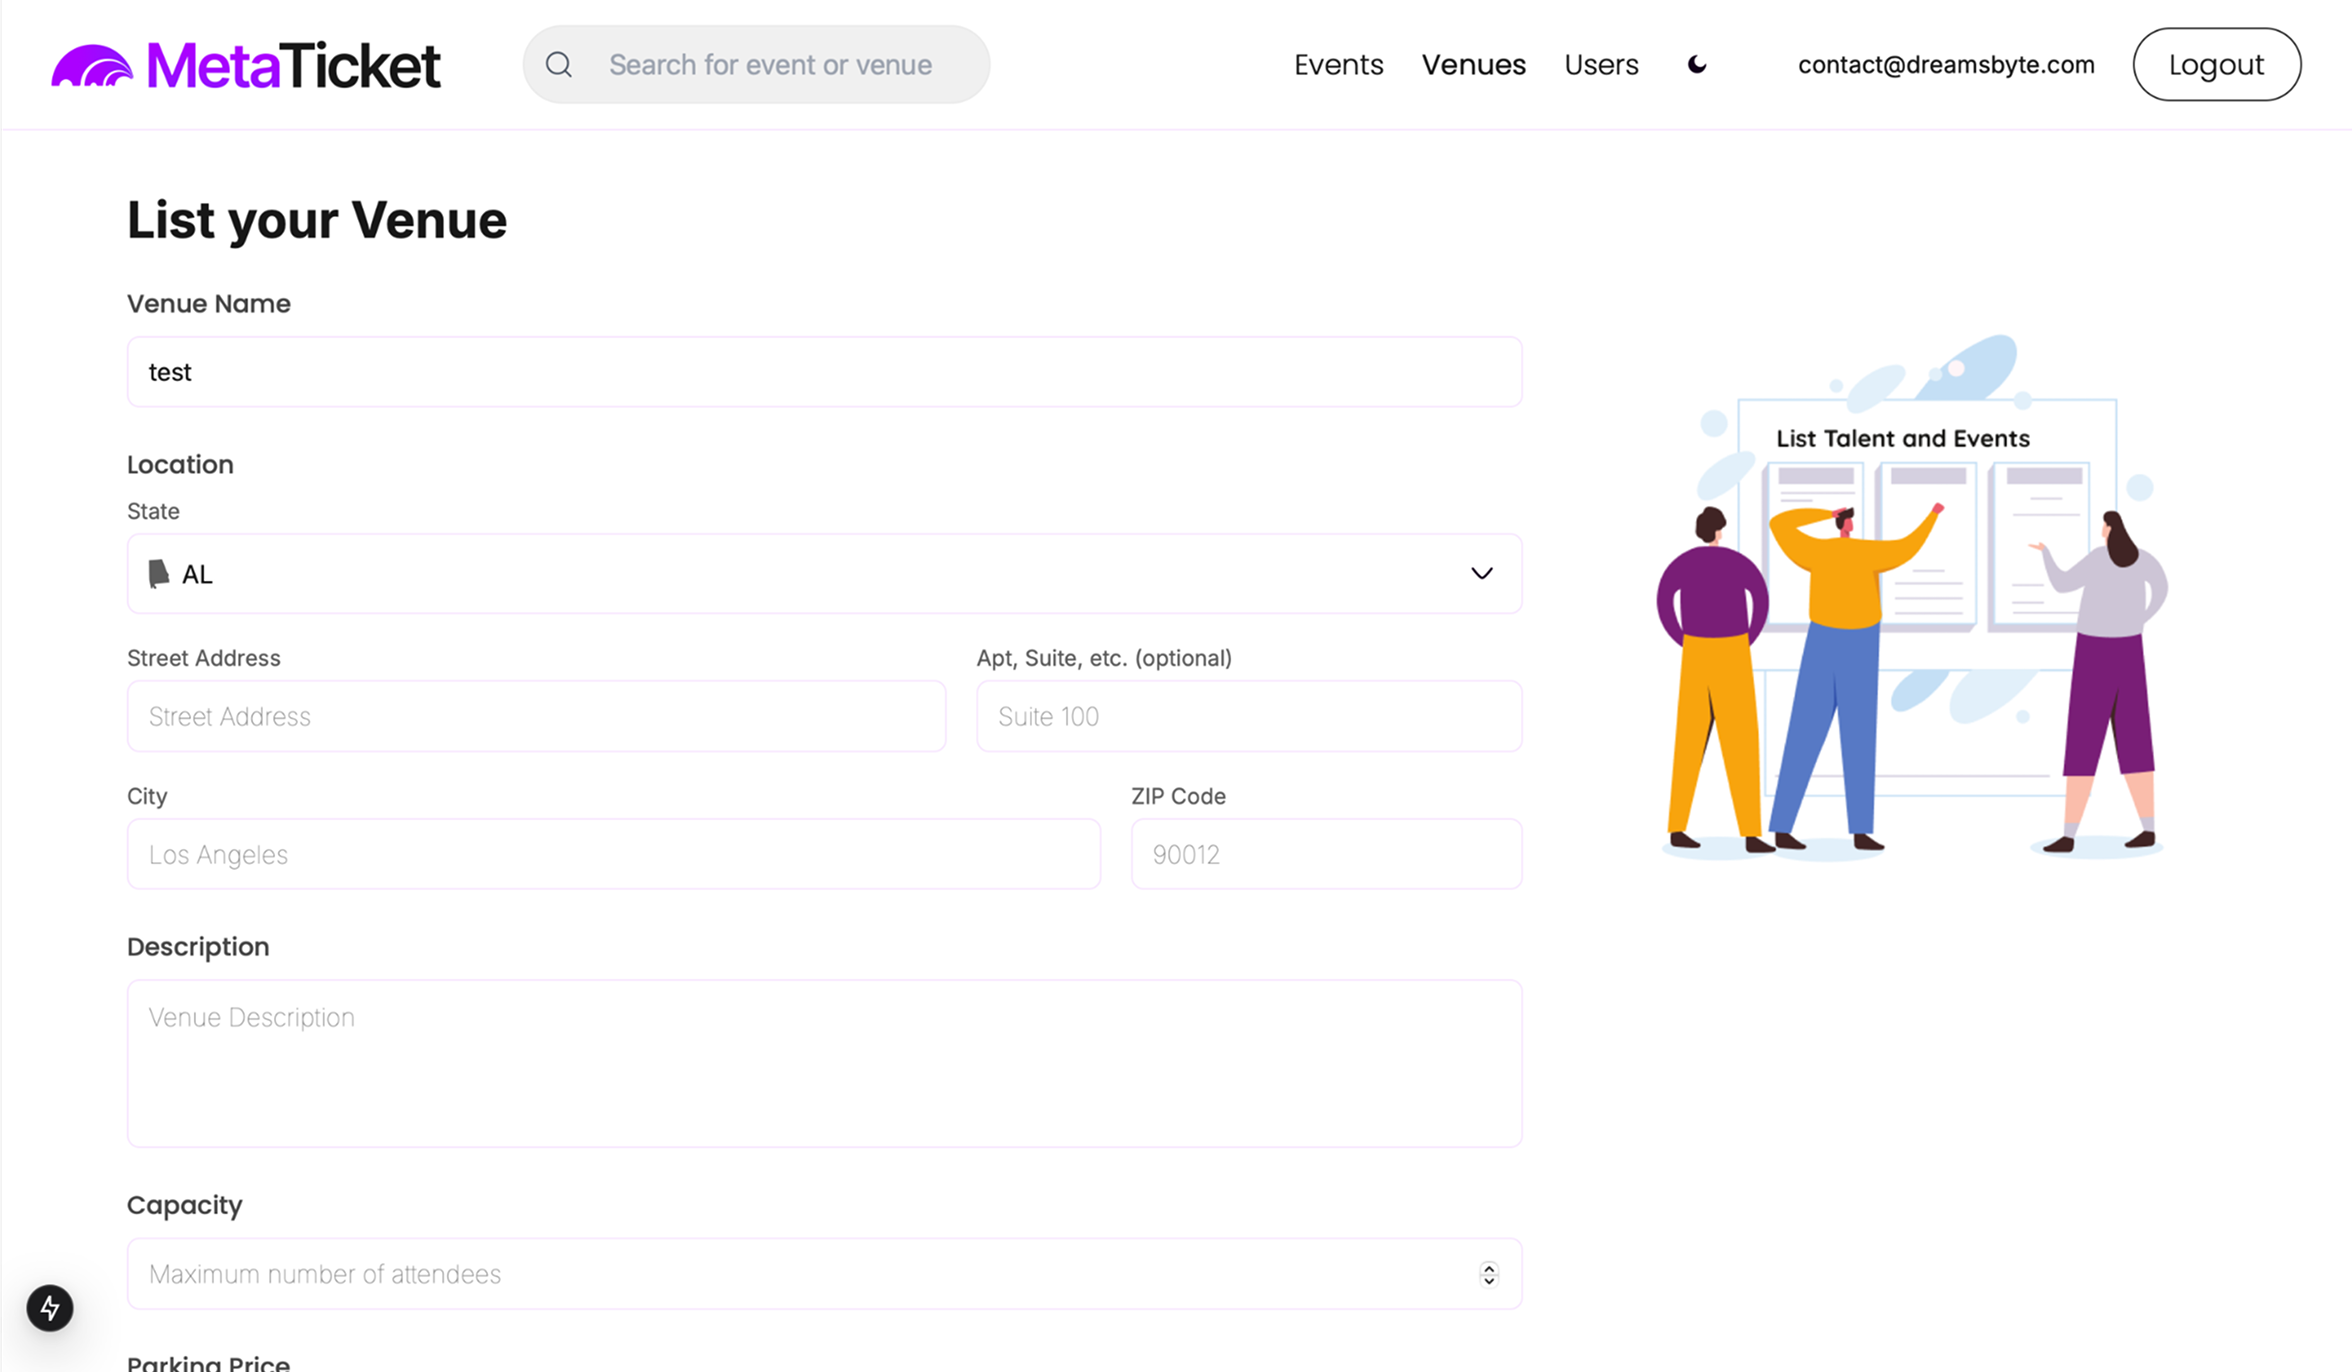 MetaTicket
Search for event or venue
Events Venues Users contact@dreamsbyte.com Logout
List your Venue
Venue Name
test
Location
State
AL
Street Address Apt, Suite, etc. (optional)
Street Address Suite 100
City ZIP Code
Los Angeles 90012
Description
Venue Description
Capacity
Maximum number of attendees
Parking Price
List Talent and Events